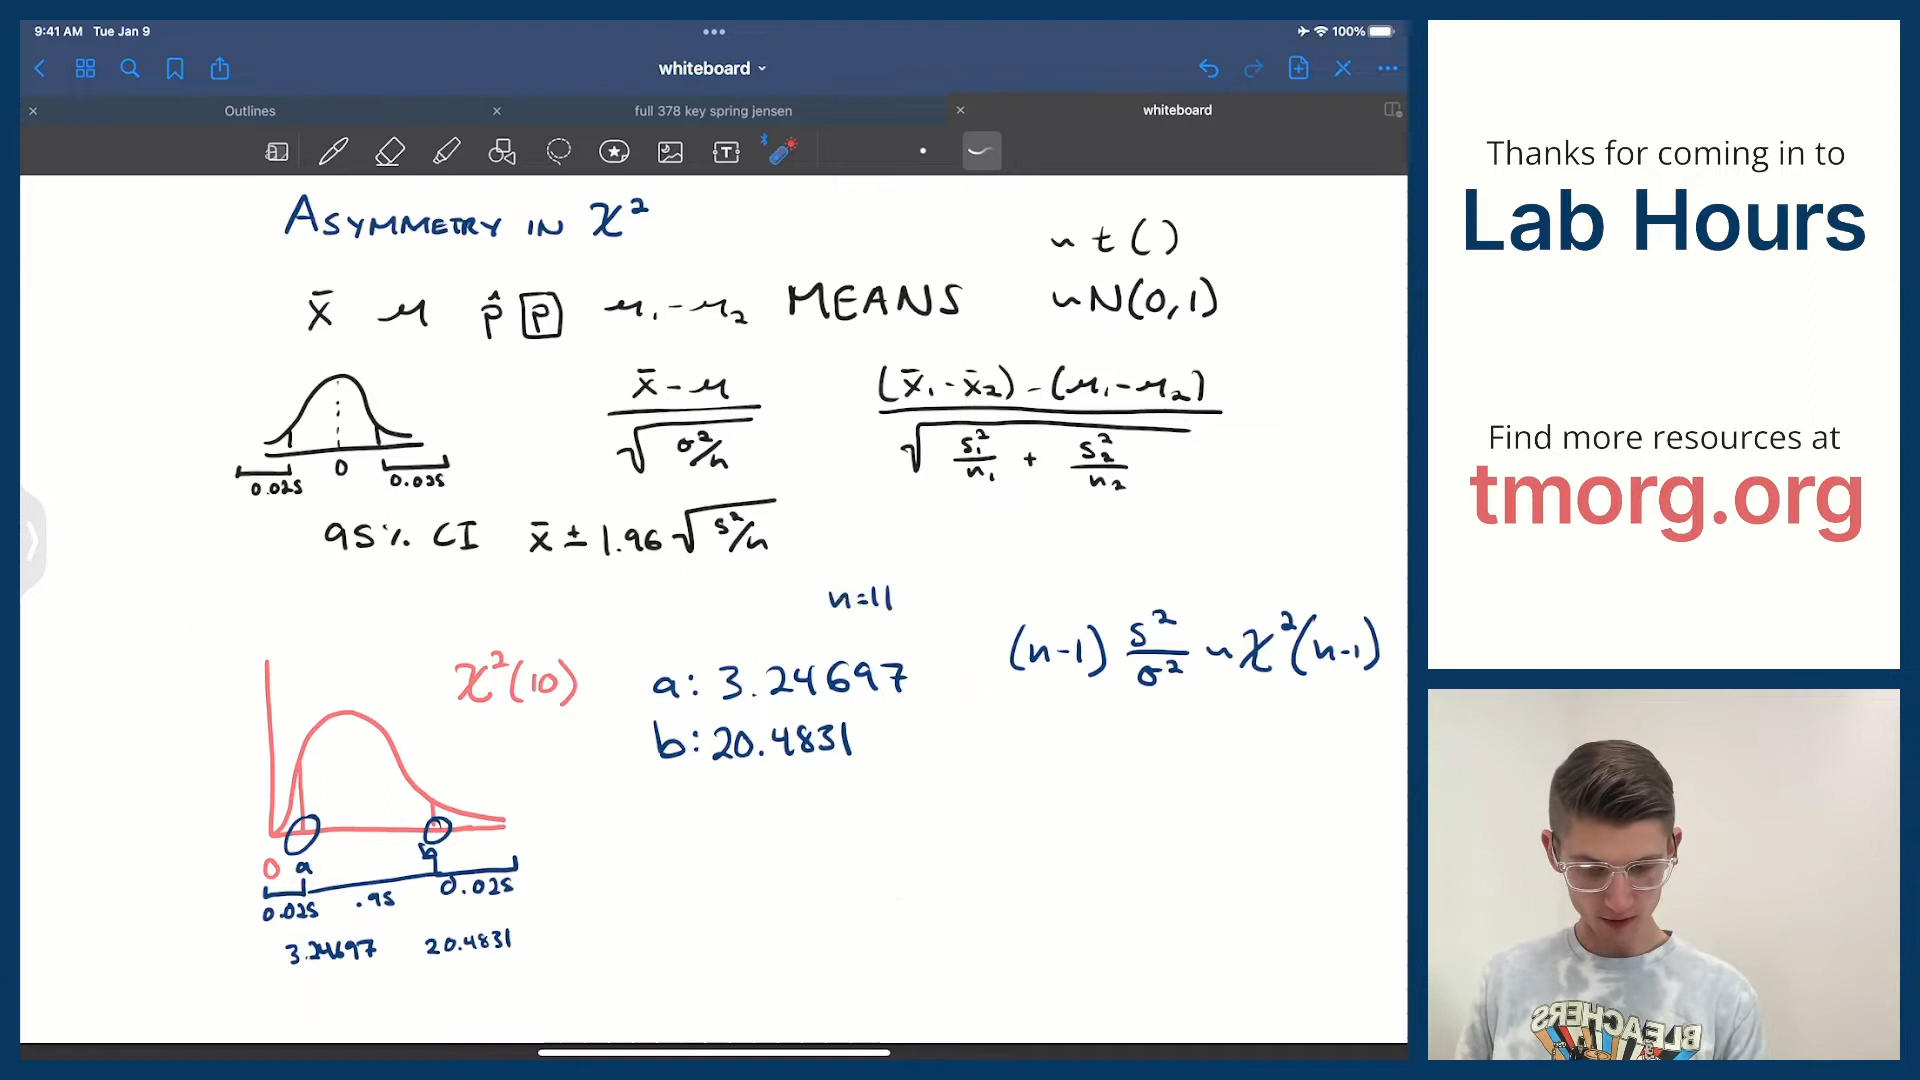 9:41 AM Tue Jan 9
100%
whiteboard
Outlines
full 378 key spring jensen
whiteboard
ASYMMETRY IN χ²
~ t ( )
x̄ μ p̂ p μ₁ - μ₂ MEANS ~ N(0,1)
0.025 0 0.025
x̄ - μ / √(σ²/n)
(x̄₁ - x̄₂) - (μ₁ - μ₂) / √(s₁²/n₁ + s₂²/n₂)
95% CI x̄ ± 1.96 √(s²/n)
n=11
(n-1) s²/σ² ~ χ²(n-1)
χ²(10)
a: 3.24697
b: 20.4831
0 a b
0.025 .95 0.025
3.24697 20.4831
Thanks for coming in to
Lab Hours
Find more resources at
tmorg.org
BLEACHERS